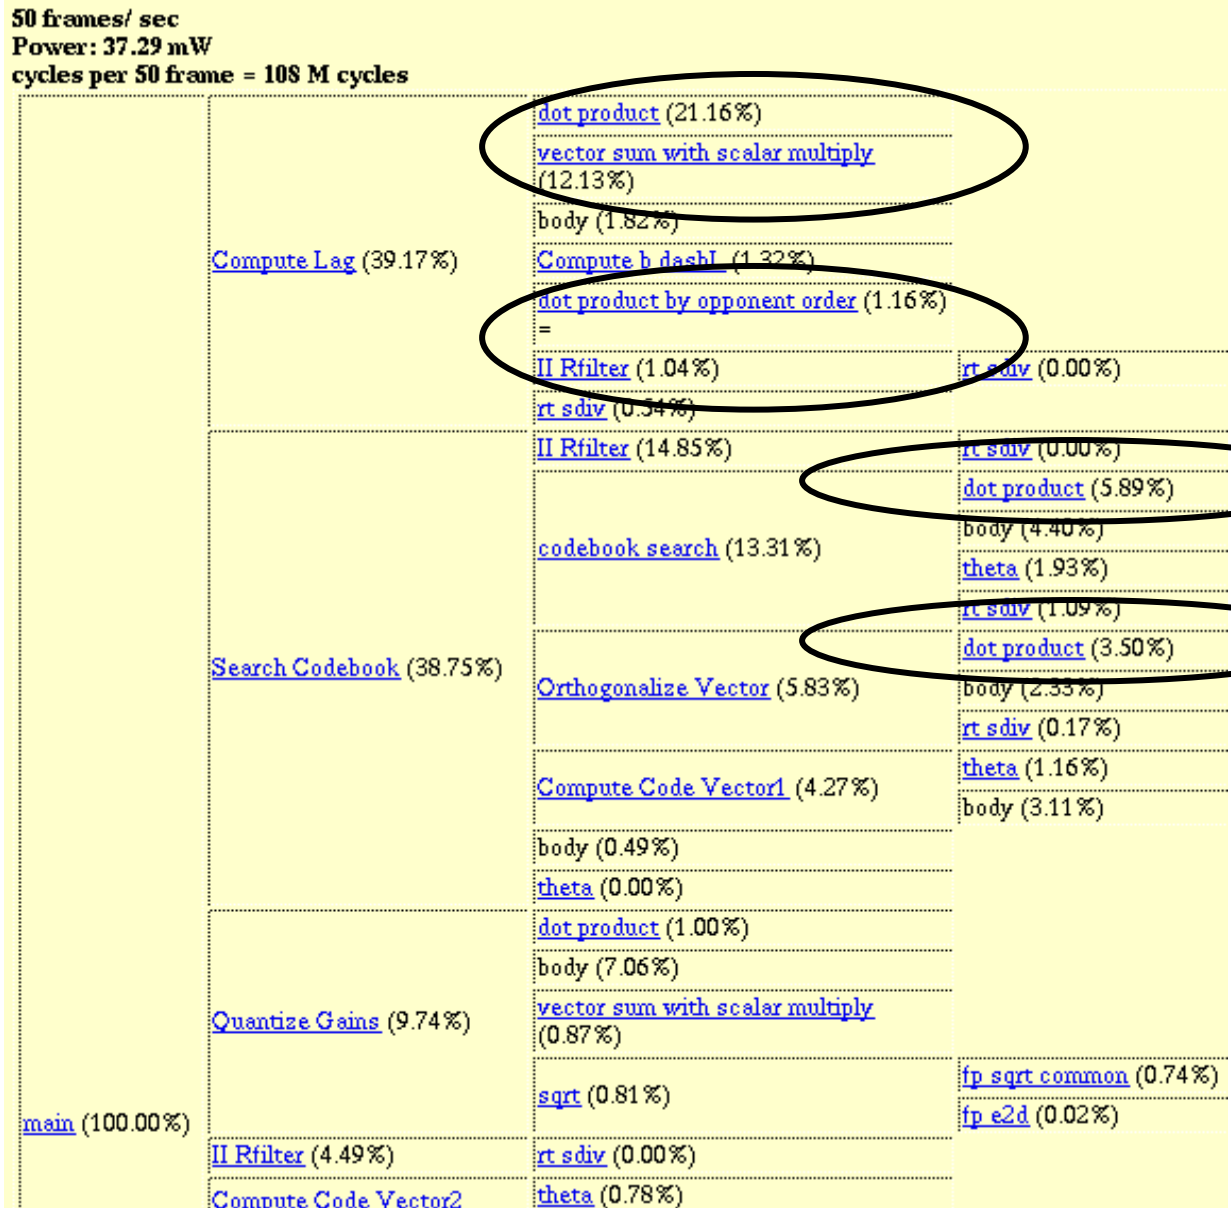 50 frames/ sec
Power: 37.29 mW
cycles per 50 frame = 108 M cycles
dot product (21.16%)
vector sum with scalar multiply
(12.13%)
body (1.82%)
Compute Lag (39.17%)
Compute b dashL (1.32%)
dot product by opponent order (1.16%)
=
II Rfilter (1.04%)
rt sdiv (0.00%)
rt sdiv (0.54%)
II Rfilter (14.85%)
rt sdiv (0.00%)
dot product (5.89%)
body (4.40%)
codebook search (13.31%)
theta (1.93%)
rt sdiv (1.09%)
dot product (3.50%)
Search Codebook (38.75%)
Orthogonalize Vector (5.83%)
body (2.33%)
rt sdiv (0.17%)
theta (1.16%)
Compute Code Vector1 (4.27%)
body (3.11%)
body (0.49%)
theta (0.00%)
dot product (1.00%)
body (7.06%)
Quantize Gains (9.74%)
vector sum with scalar multiply
(0.87%)
fp sqrt common (0.74%)
sqrt (0.81%)
fp e2d (0.02%)
main (100.00%)
II Rfilter (4.49%)
rt sdiv (0.00%)
Compute Code Vector2
theta (0.78%)